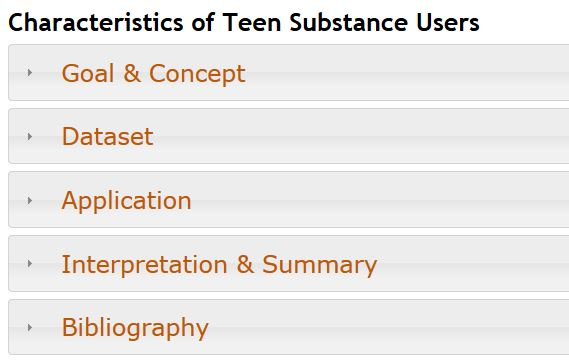 Characteristics of Teen Substance Users
Goal & Concept
Dataset
Application
Interpretation & Summary
Bibliography